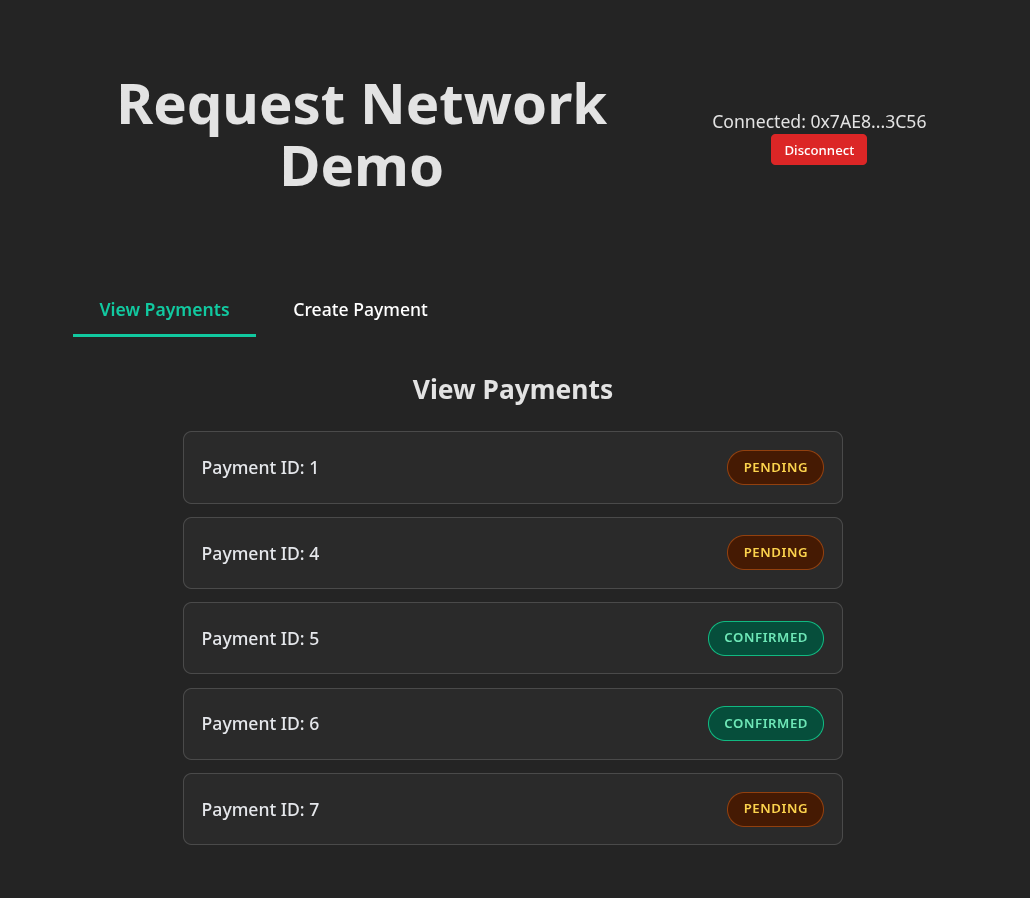 Request Network
Demo
Connected: 0x7AE8...3C56
Disconnect
View Payments
Create Payment
View Payments
Payment ID: 1
PENDING
Payment ID: 4
PENDING
Payment ID: 5
CONFIRMED
Payment ID: 6
CONFIRMED
Payment ID: 7
PENDING